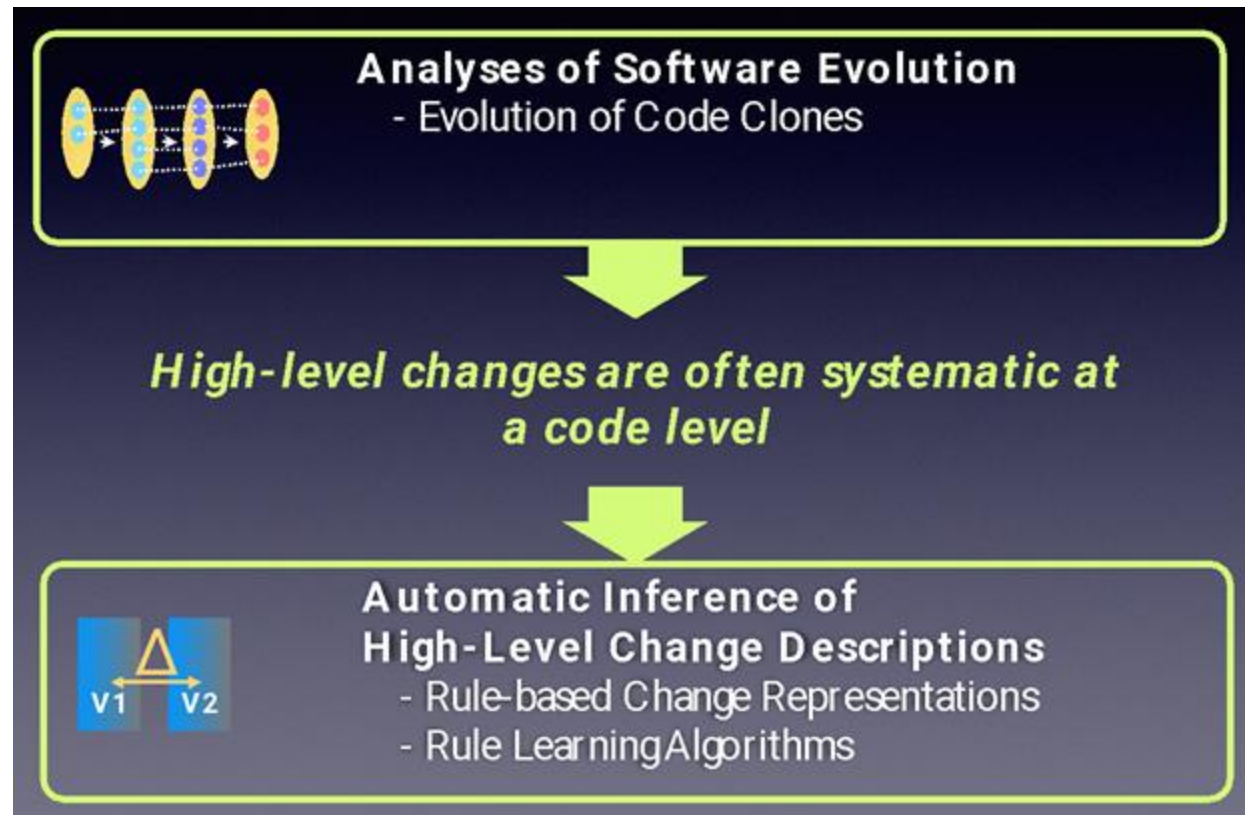 Analyses of Software Evolution
- Evolution of Code Clones
High-level changes are often systematic at
a code level
Automatic Inference of
High-Level Change Descriptions
- Rule-based Change Representations
- Rule Learning Algorithms
Δ
V1 V2